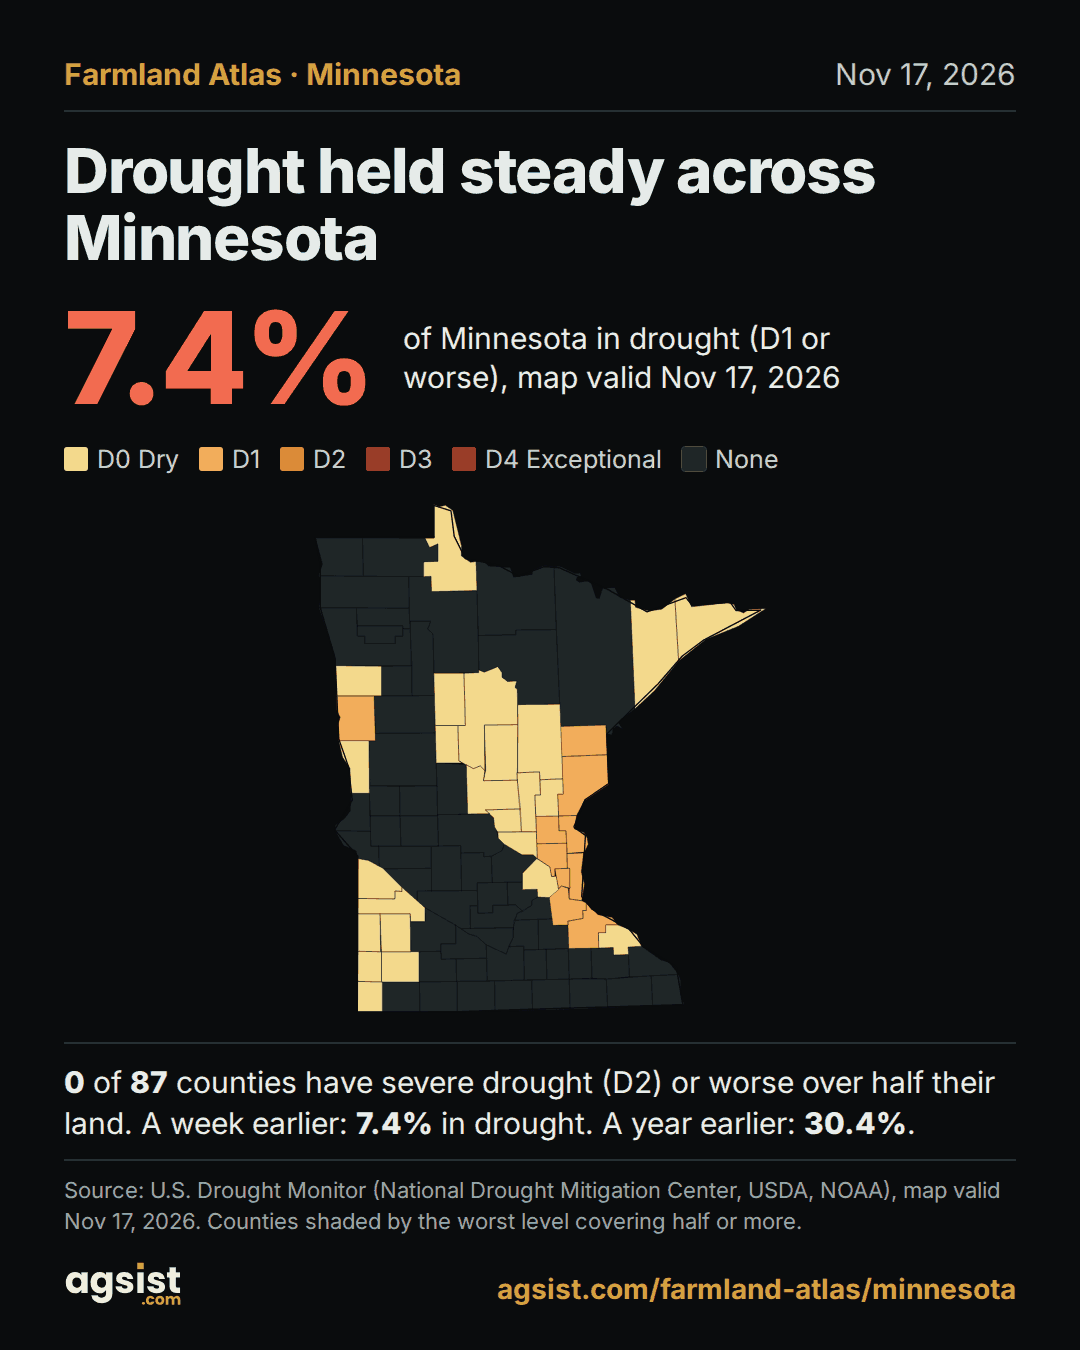 Farmland Atlas · Minnesota
Nov 17, 2026
Drought held steady across
Minnesota
7.4%
of Minnesota in drought (D1 or
worse), map valid Nov 17, 2026
D0 Dry D1 D2 D3 D4 Exceptional None
0 of 87 counties have severe drought (D2) or worse over half their
land. A week earlier: 7.4% in drought. A year earlier: 30.4%.
Source: U.S. Drought Monitor (National Drought Mitigation Center, USDA, NOAA), map valid
Nov 17, 2026. Counties shaded by the worst level covering half or more.
agsist
.com
agsist.com/farmland-atlas/minnesota